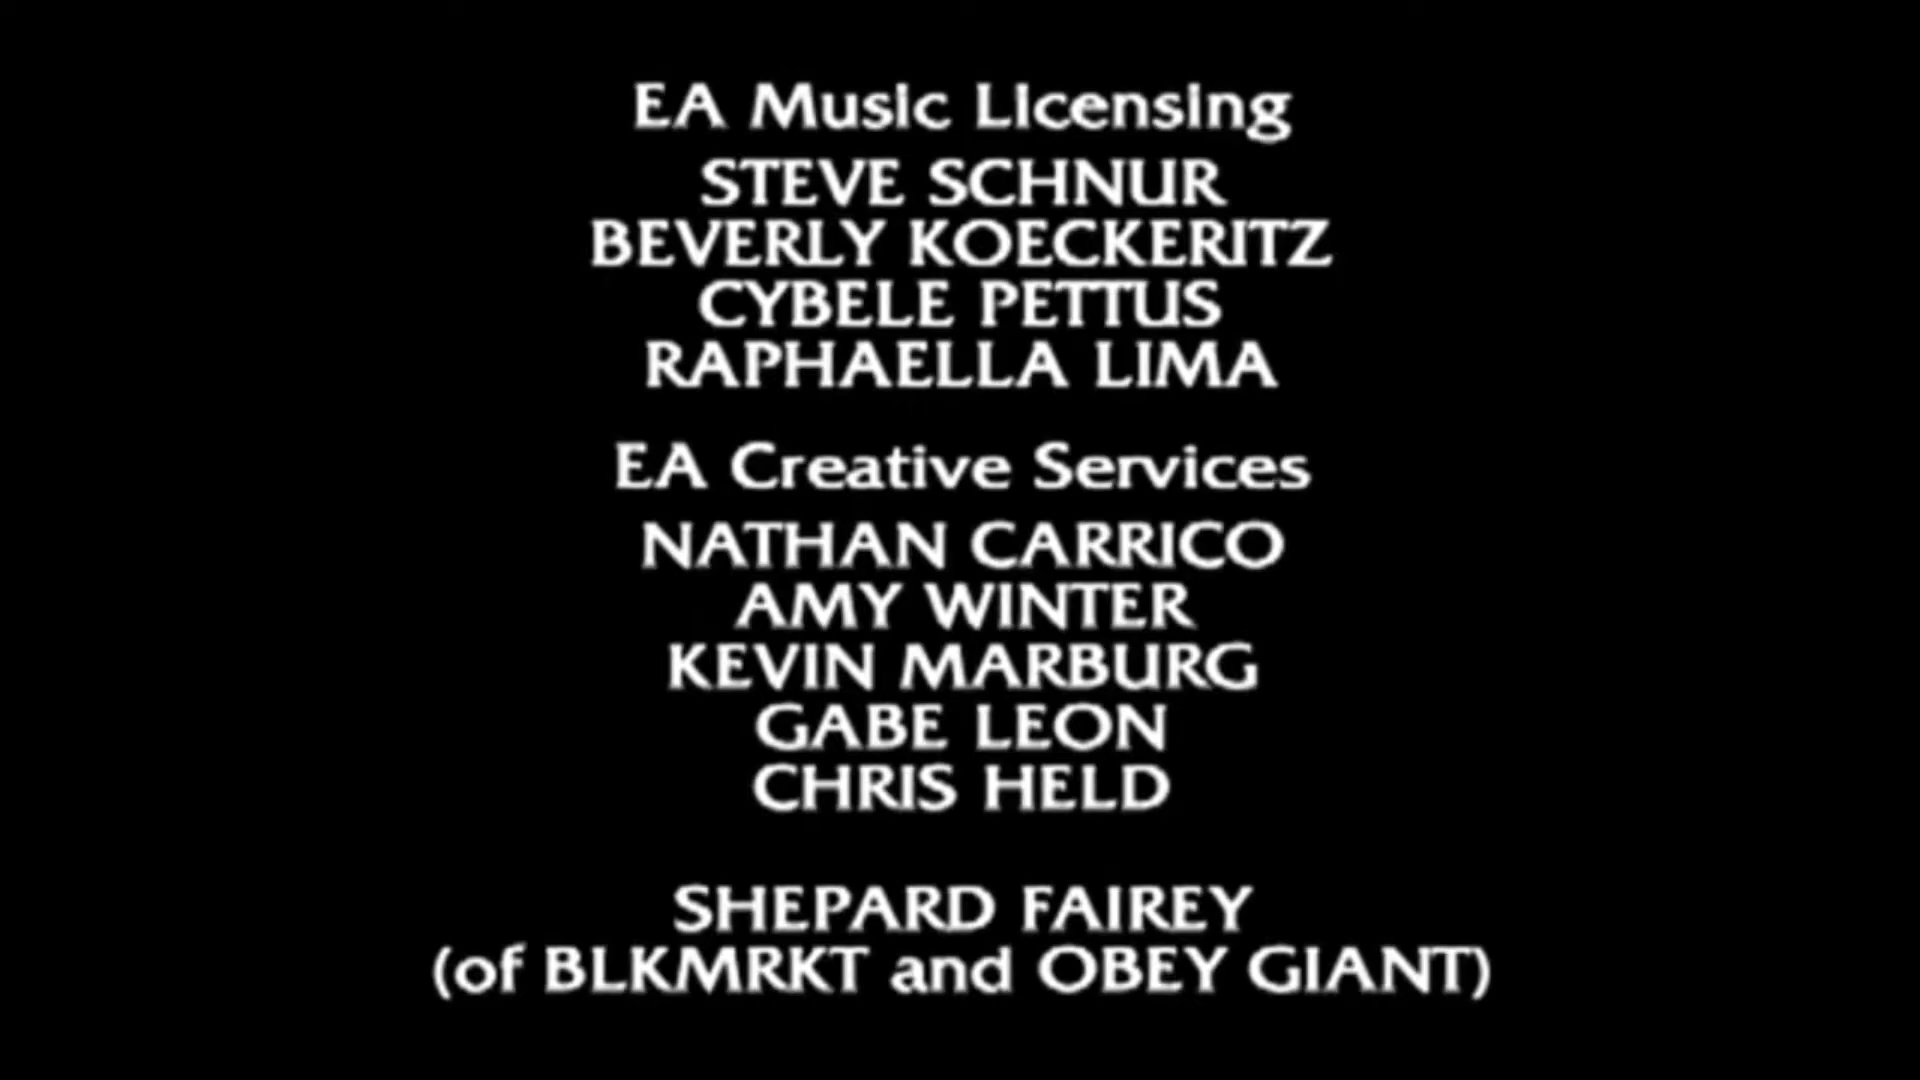 EA Music Licensing
STEVE SCHNUR
BEVERLY KOECKERITZ
CYBELE PETTUS
RAPHAELLA LIMA
EA Creative Services
NATHAN CARRICO
AMY WINTER
KEVIN MARBURG
GABE LEON
CHRIS HELD
SHEPARD FAIREY
(of BLKMRKT and OBEY GIANT)